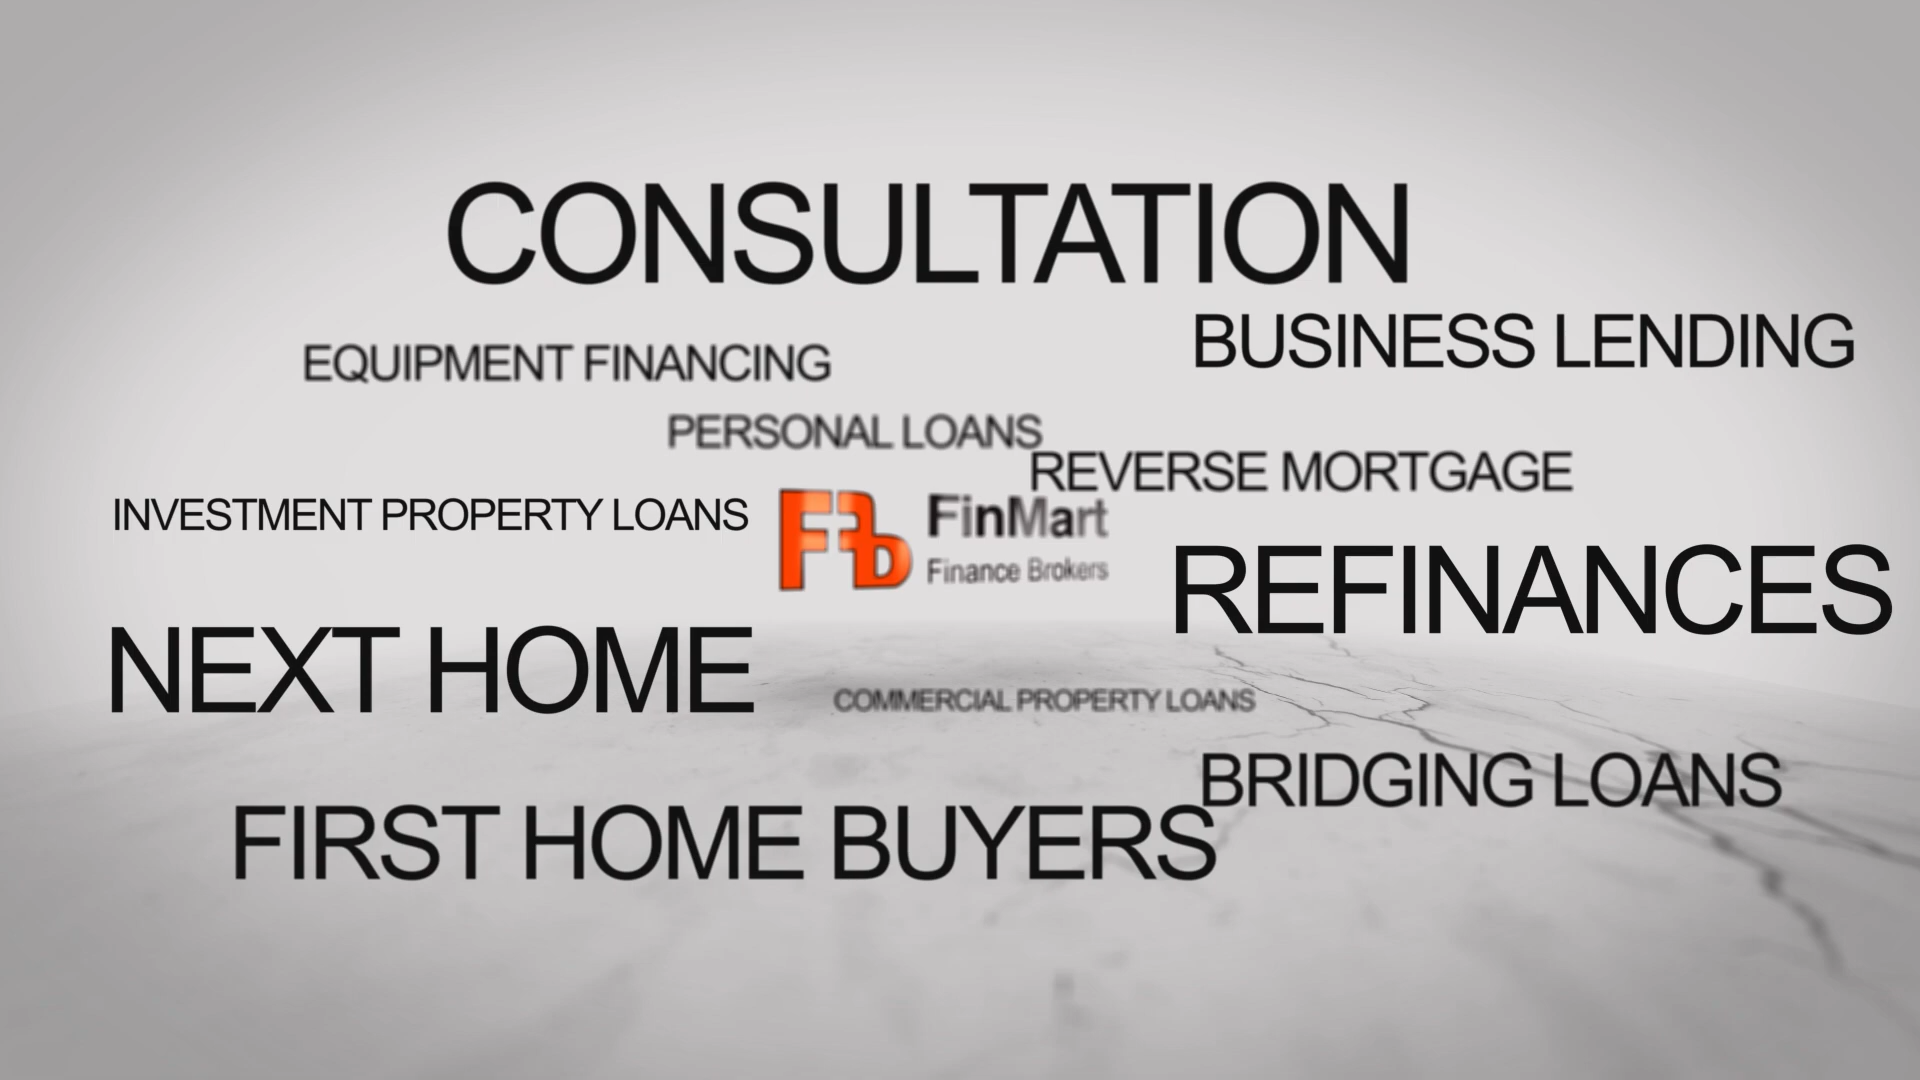 CONSULTATION
BUSINESS LENDING
EQUIPMENT FINANCING
PERSONAL LOANS
REVERSE MORTGAGE
INVESTMENT PROPERTY LOANS
Ffb
FinMart
Finance Brokers
REFINANCES
NEXT HOME
COMMERCIAL PROPERTY LOANS
BRIDGING LOANS
FIRST HOME BUYERS